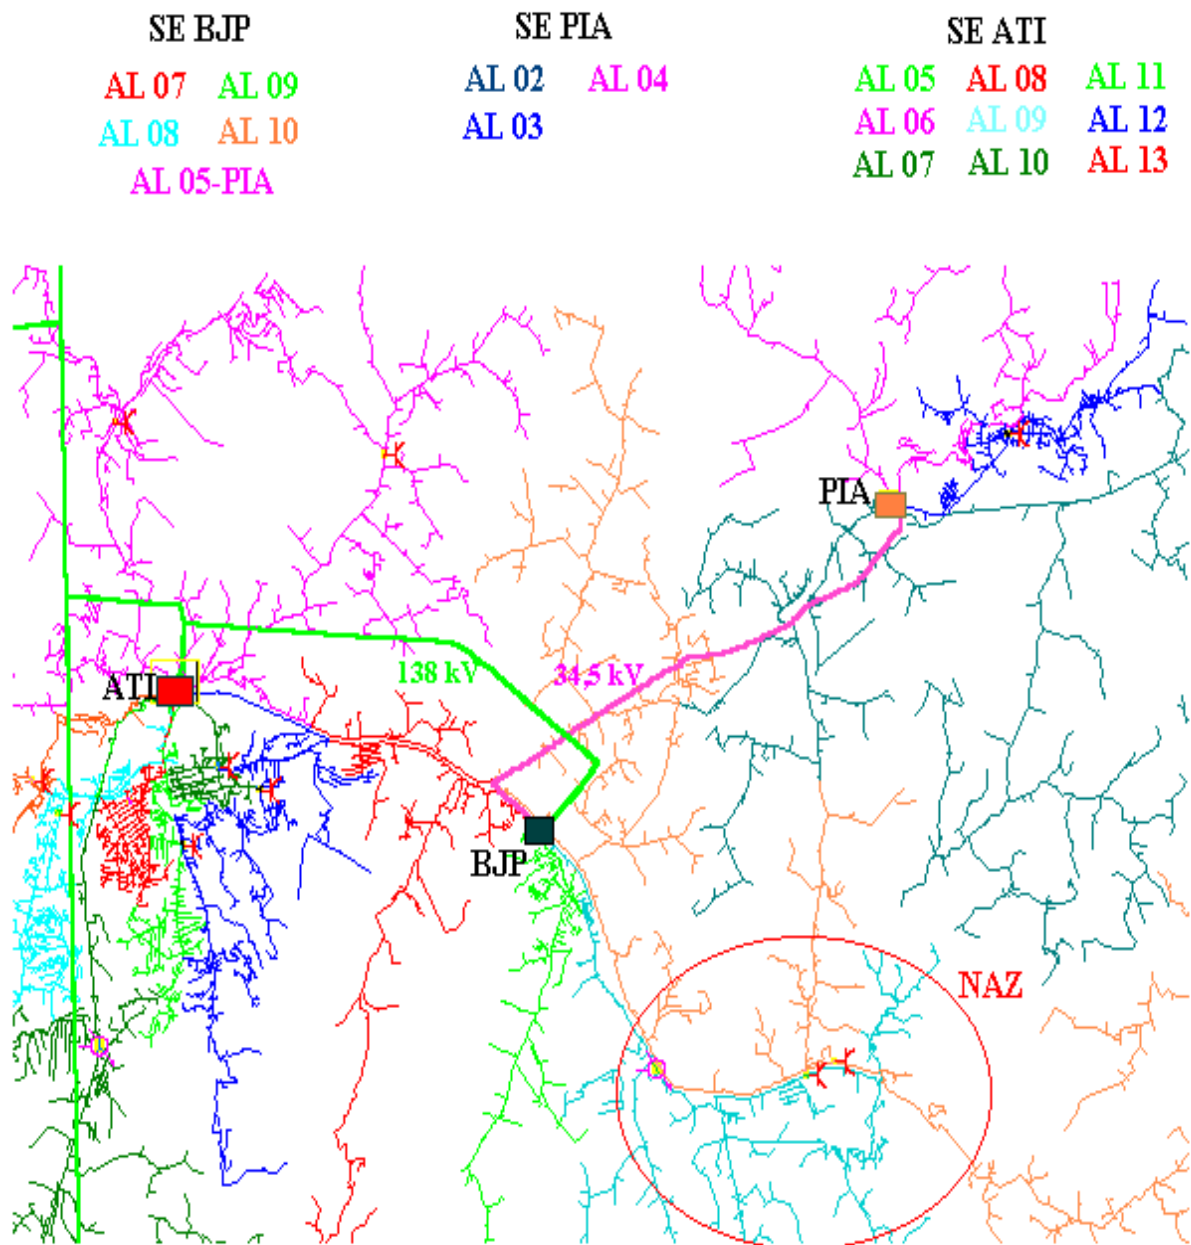 SE BJP
AL 07 AL 09
AL 08 AL 10
AL 05-PIA
SE PIA
AL 02 AL 04
AL 03
SE ATI
AL 05 AL 08 AL 11
AL 06 AL 09 AL 12
AL 07 AL 10 AL 13
PIA
138 kV
34,5 kV
ATI
BJP
NAZ